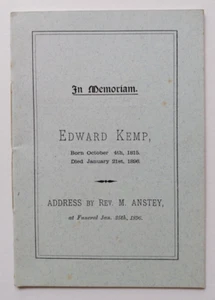 In Memoriam.
EDWARD KEMP,
Born October 4th,
Died January 21st, 1896.
ADDRESS BY REV. M. ANSTEY,
at Funeral Jan. 25th, 1896.